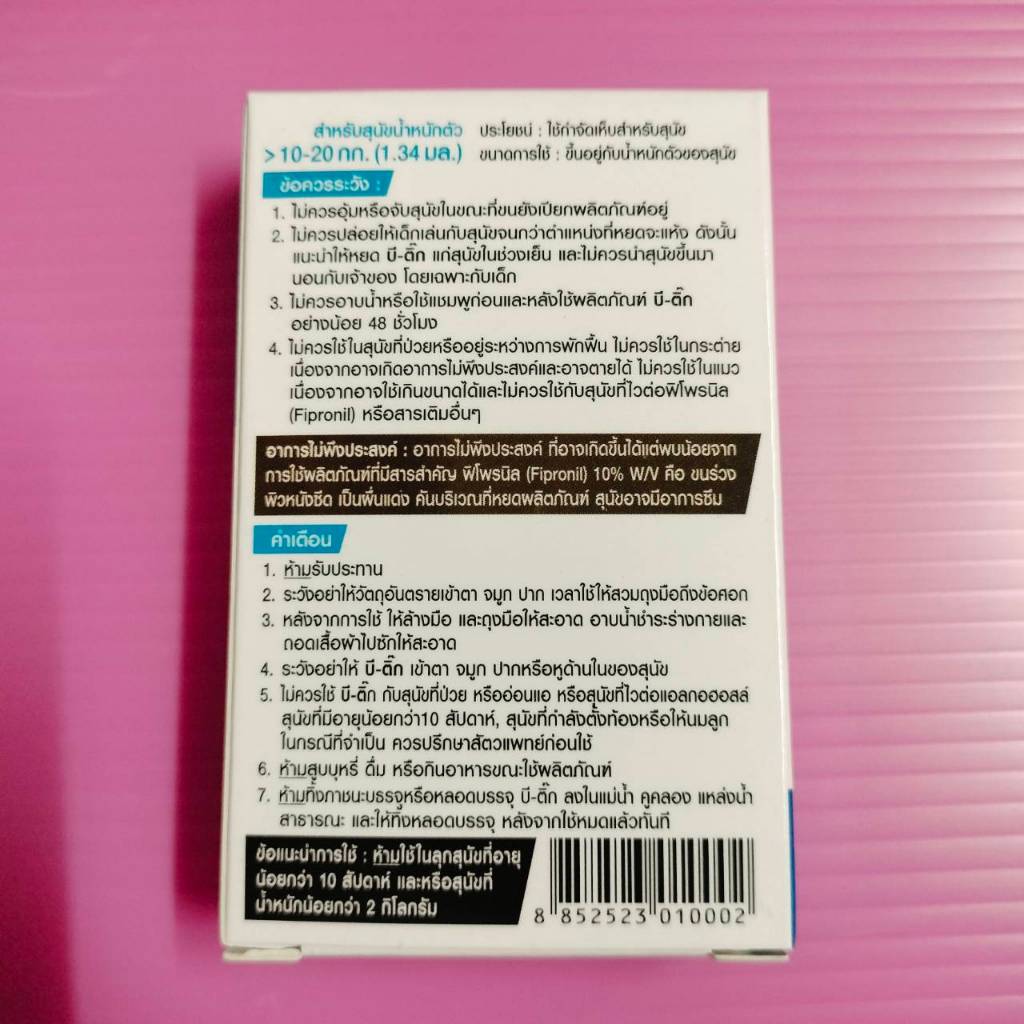 สำหรับสุนัขน้ำหนักตัว
>10-20 กก. (1.34 มล.)
ประโยชน์ : ใช้กำจัดเห็บสำหรับสุนัข
ขนาดการใช้ : ขึ้นอยู่กับน้ำหนักตัวของสุนัข
ข้อควรระวัง :
1. ไม่ควรอุ้มหรือจับสุนัขในขณะที่ขนยังเปียกผลิตภัณฑ์อยู่
2. ไม่ควรปล่อยให้เด็กเล่นกับสุนัขจนกว่าตำแหน่งที่หยดจะแห้ง ดังนั้น
แนะนำให้หยด บี-ติ๊ก แก่สุนัขในช่วงเย็น และไม่ควรนำสุนัขขึ้นมา
นอนกับเจ้าของ โดยเฉพาะกับเด็ก
3. ไม่ควรอาบน้ำหรือใช้แชมพูก่อนและหลังใช้ผลิตภัณฑ์ บี-ติ๊ก
อย่างน้อย 48 ชั่วโมง
4. ไม่ควรใช้ในสุนัขที่ป่วยหรืออยู่ระหว่างการพักฟื้น ไม่ควรใช้ในกระต่าย
เนื่องจากอาจเกิดอาการไม่พึงประสงค์และอาจตายได้ ไม่ควรใช้ในแมว
เนื่องจากอาจใช้เกินขนาดได้และไม่ควรใช้กับสุนัขที่ไวต่อฟิโพรนิล
(Fipronil) หรือสารเติมอื่นๆ
อาการไม่พึงประสงค์ : อาการไม่พึงประสงค์ ที่อาจเกิดขึ้นได้แต่พบน้อยจาก
การใช้ผลิตภัณฑ์ที่มีสารสำคัญ ฟิโพรนิล (Fipronil) 10% W/V คือ ขนร่วง
ผิวหนังซีด เป็นผื่นแดง คันบริเวณที่หยดผลิตภัณฑ์ สุนัขอาจมีอาการซึม
คำเตือน
1. ห้ามรับประทาน
2. ระวังอย่าให้วัตถุอันตรายเข้าตา จมูก ปาก เวลาใช้ให้สวมถุงมือถึงข้อศอก
3. หลังจากการใช้ ให้ล้างมือ และถุงมือให้สะอาด อาบน้ำชำระร่างกายและ
ถอดเสื้อผ้าไปซักให้สะอาด
4. ระวังอย่าให้ บี-ติ๊ก เข้าตา จมูก ปากหรือหูด้านในของสุนัข
5. ไม่ควรใช้ บี-ติ๊ก กับสุนัขที่ป่วย หรืออ่อนแอ หรือสุนัขที่ไวต่อแอลกอฮอลล์
สุนัขที่มีอายุน้อยกว่า10 สัปดาห์, สุนัขที่กำลังตั้งท้องหรือให้นมลูก
ในกรณีที่จำเป็น ควรปรึกษาสัตวแพทย์ก่อนใช้
6. ห้ามสูบบุหรี่ ดื่ม หรือกินอาหารขณะใช้ผลิตภัณฑ์
7. ห้ามทิ้งภาชนะบรรจุหรือหลอดบรรจุ บี-ติ๊ก ลงในแม่น้ำ คูคลอง แหล่งน้ำ
สาธารณะ และให้ทิ้งหลอดบรรจุ หลังจากใช้หมดแล้วทันที
ข้อแนะนำการใช้ : ห้ามใช้ในลูกสุนัขที่อายุ
น้อยกว่า 10 สัปดาห์ และหรือสุนัขที่
น้ำหนักน้อยกว่า 2 กิโลกรัม
8 852523 010002